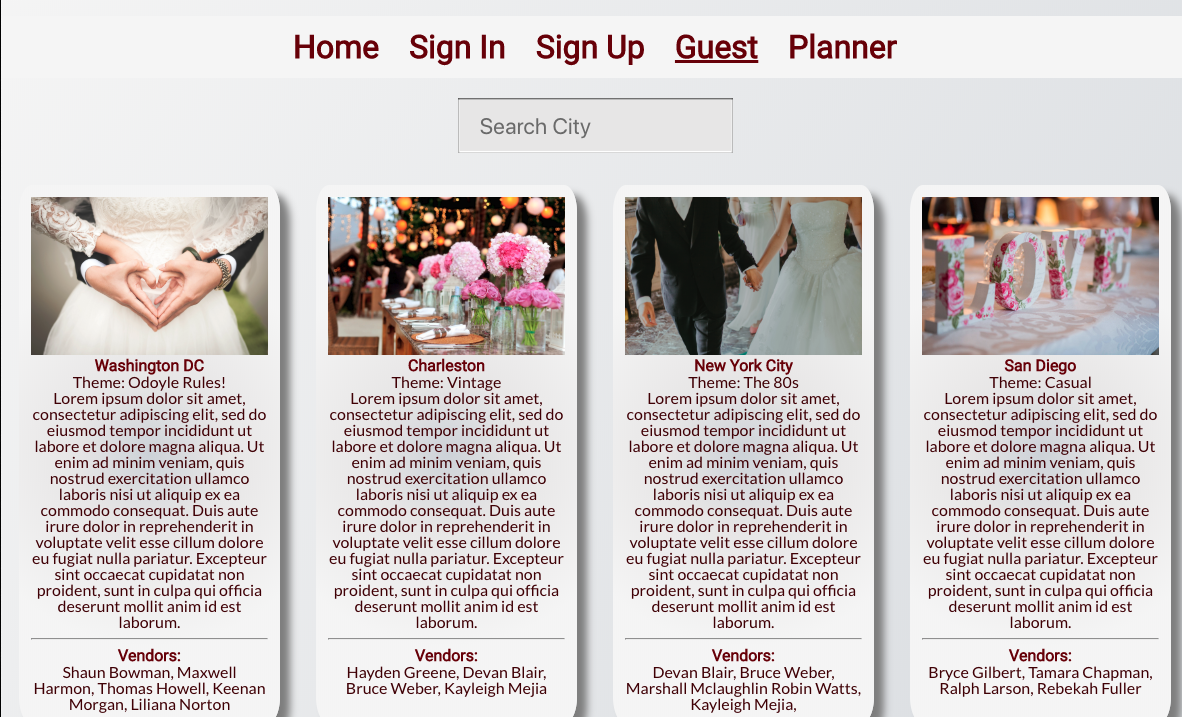 Home Sign In Sign Up Guest Planner
Search City
Washington DC
Theme: Odoyle Rules!
Lorem ipsum dolor sit amet,
consectetur adipiscing elit, sed do
eiusmod tempor incididunt ut
labore et dolore magna aliqua. Ut
enim ad minim veniam, quis
nostrud exercitation ullamco
laboris nisi ut aliquip ex ea
commodo consequat. Duis aute
irure dolor in reprehenderit in
voluptate velit esse cillum dolore
eu fugiat nulla pariatur. Excepteur
sint occaecat cupidatat non
proident, sunt in culpa qui officia
deserunt mollit anim id est
laborum.
Vendors:
Shaun Bowman, Maxwell
Harmon, Thomas Howell, Keenan
Morgan, Liliana Norton
Charleston
Theme: Vintage
Lorem ipsum dolor sit amet,
consectetur adipiscing elit, sed do
eiusmod tempor incididunt ut
labore et dolore magna aliqua. Ut
enim ad minim veniam, quis
nostrud exercitation ullamco
laboris nisi ut aliquip ex ea
commodo consequat. Duis aute
irure dolor in reprehenderit in
voluptate velit esse cillum dolore
eu fugiat nulla pariatur. Excepteur
sint occaecat cupidatat non
proident, sunt in culpa qui officia
deserunt mollit anim id est
laborum.
Vendors:
Hayden Greene, Devan Blair,
Bruce Weber, Kayleigh Mejia
New York City
Theme: The 80s
Lorem ipsum dolor sit amet,
consectetur adipiscing elit, sed do
eiusmod tempor incididunt ut
labore et dolore magna aliqua. Ut
enim ad minim veniam, quis
nostrud exercitation ullamco
laboris nisi ut aliquip ex ea
commodo consequat. Duis aute
irure dolor in reprehenderit in
voluptate velit esse cillum dolore
eu fugiat nulla pariatur. Excepteur
sint occaecat cupidatat non
proident, sunt in culpa qui officia
deserunt mollit anim id est
laborum.
Vendors:
Devan Blair, Bruce Weber,
Marshall Mclaughlin Robin Watts,
Kayleigh Mejia,
LOVE
San Diego
Theme: Casual
Lorem ipsum dolor sit amet,
consectetur adipiscing elit, sed do
eiusmod tempor incididunt ut
labore et dolore magna aliqua. Ut
enim ad minim veniam, quis
nostrud exercitation ullamco
laboris nisi ut aliquip ex ea
commodo consequat. Duis aute
irure dolor in reprehenderit in
voluptate velit esse cillum dolore
eu fugiat nulla pariatur. Excepteur
sint occaecat cupidatat non
proident, sunt in culpa qui officia
deserunt mollit anim id est
laborum.
Vendors:
Bryce Gilbert, Tamara Chapman,
Ralph Larson, Rebekah Fuller